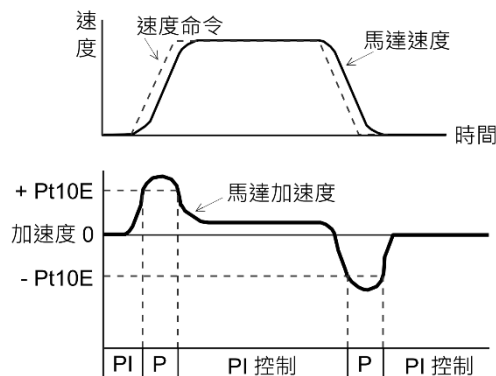 速度
速度命令
馬達速度
時間
+ Pt10E
馬達加速度
加速度 0
- Pt10E
PI P PI 控制 P PI 控制